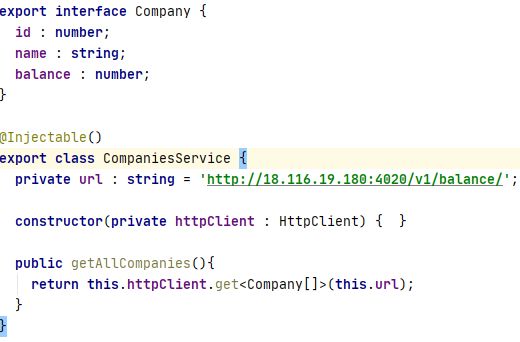 export interface Company {
  id : number;
  name : string;
  balance : number;
}
@Injectable()
export class CompaniesService {
  private url : string = 'http://18.116.19.180:4020/v1/balance/';
  constructor(private httpClient : HttpClient) {  }
  public getAllCompanies(){
    return this.httpClient.get<Company[]>(this.url);
  }
}